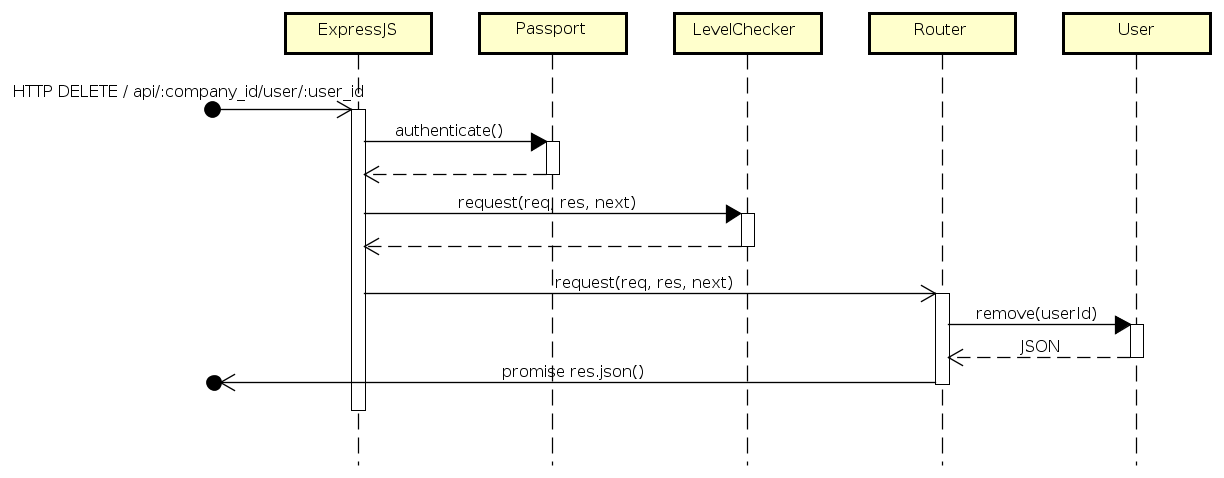 ExpressJS
Passport
LevelChecker
Router
User
HTTP DELETE / api/:company_id/user/:user_id
authenticate()
request(req, res, next)
request(req, res, next)
remove(userId)
JSON
promise res.json()